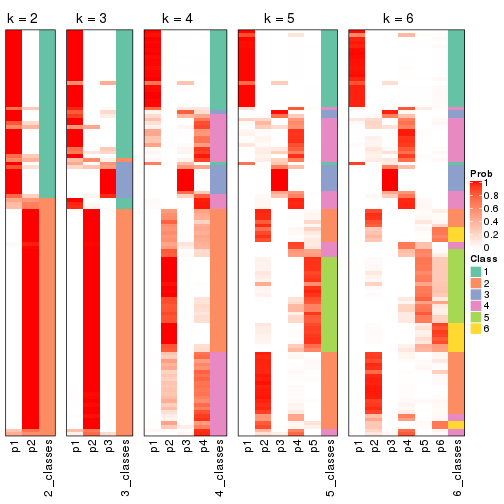 k = 2
k = 3
k = 4
k = 5
k = 6
Prob
1
0.8
0.6
0.4
0.2
0
Class
1
2
3
4
5
6
p1
p2
2_classes
p1
p2
p3
3_classes
p1
p2
p3
p4
4_classes
p1
p2
p3
p4
p5
5_classes
p1
p2
p3
p4
p5
p6
6_classes